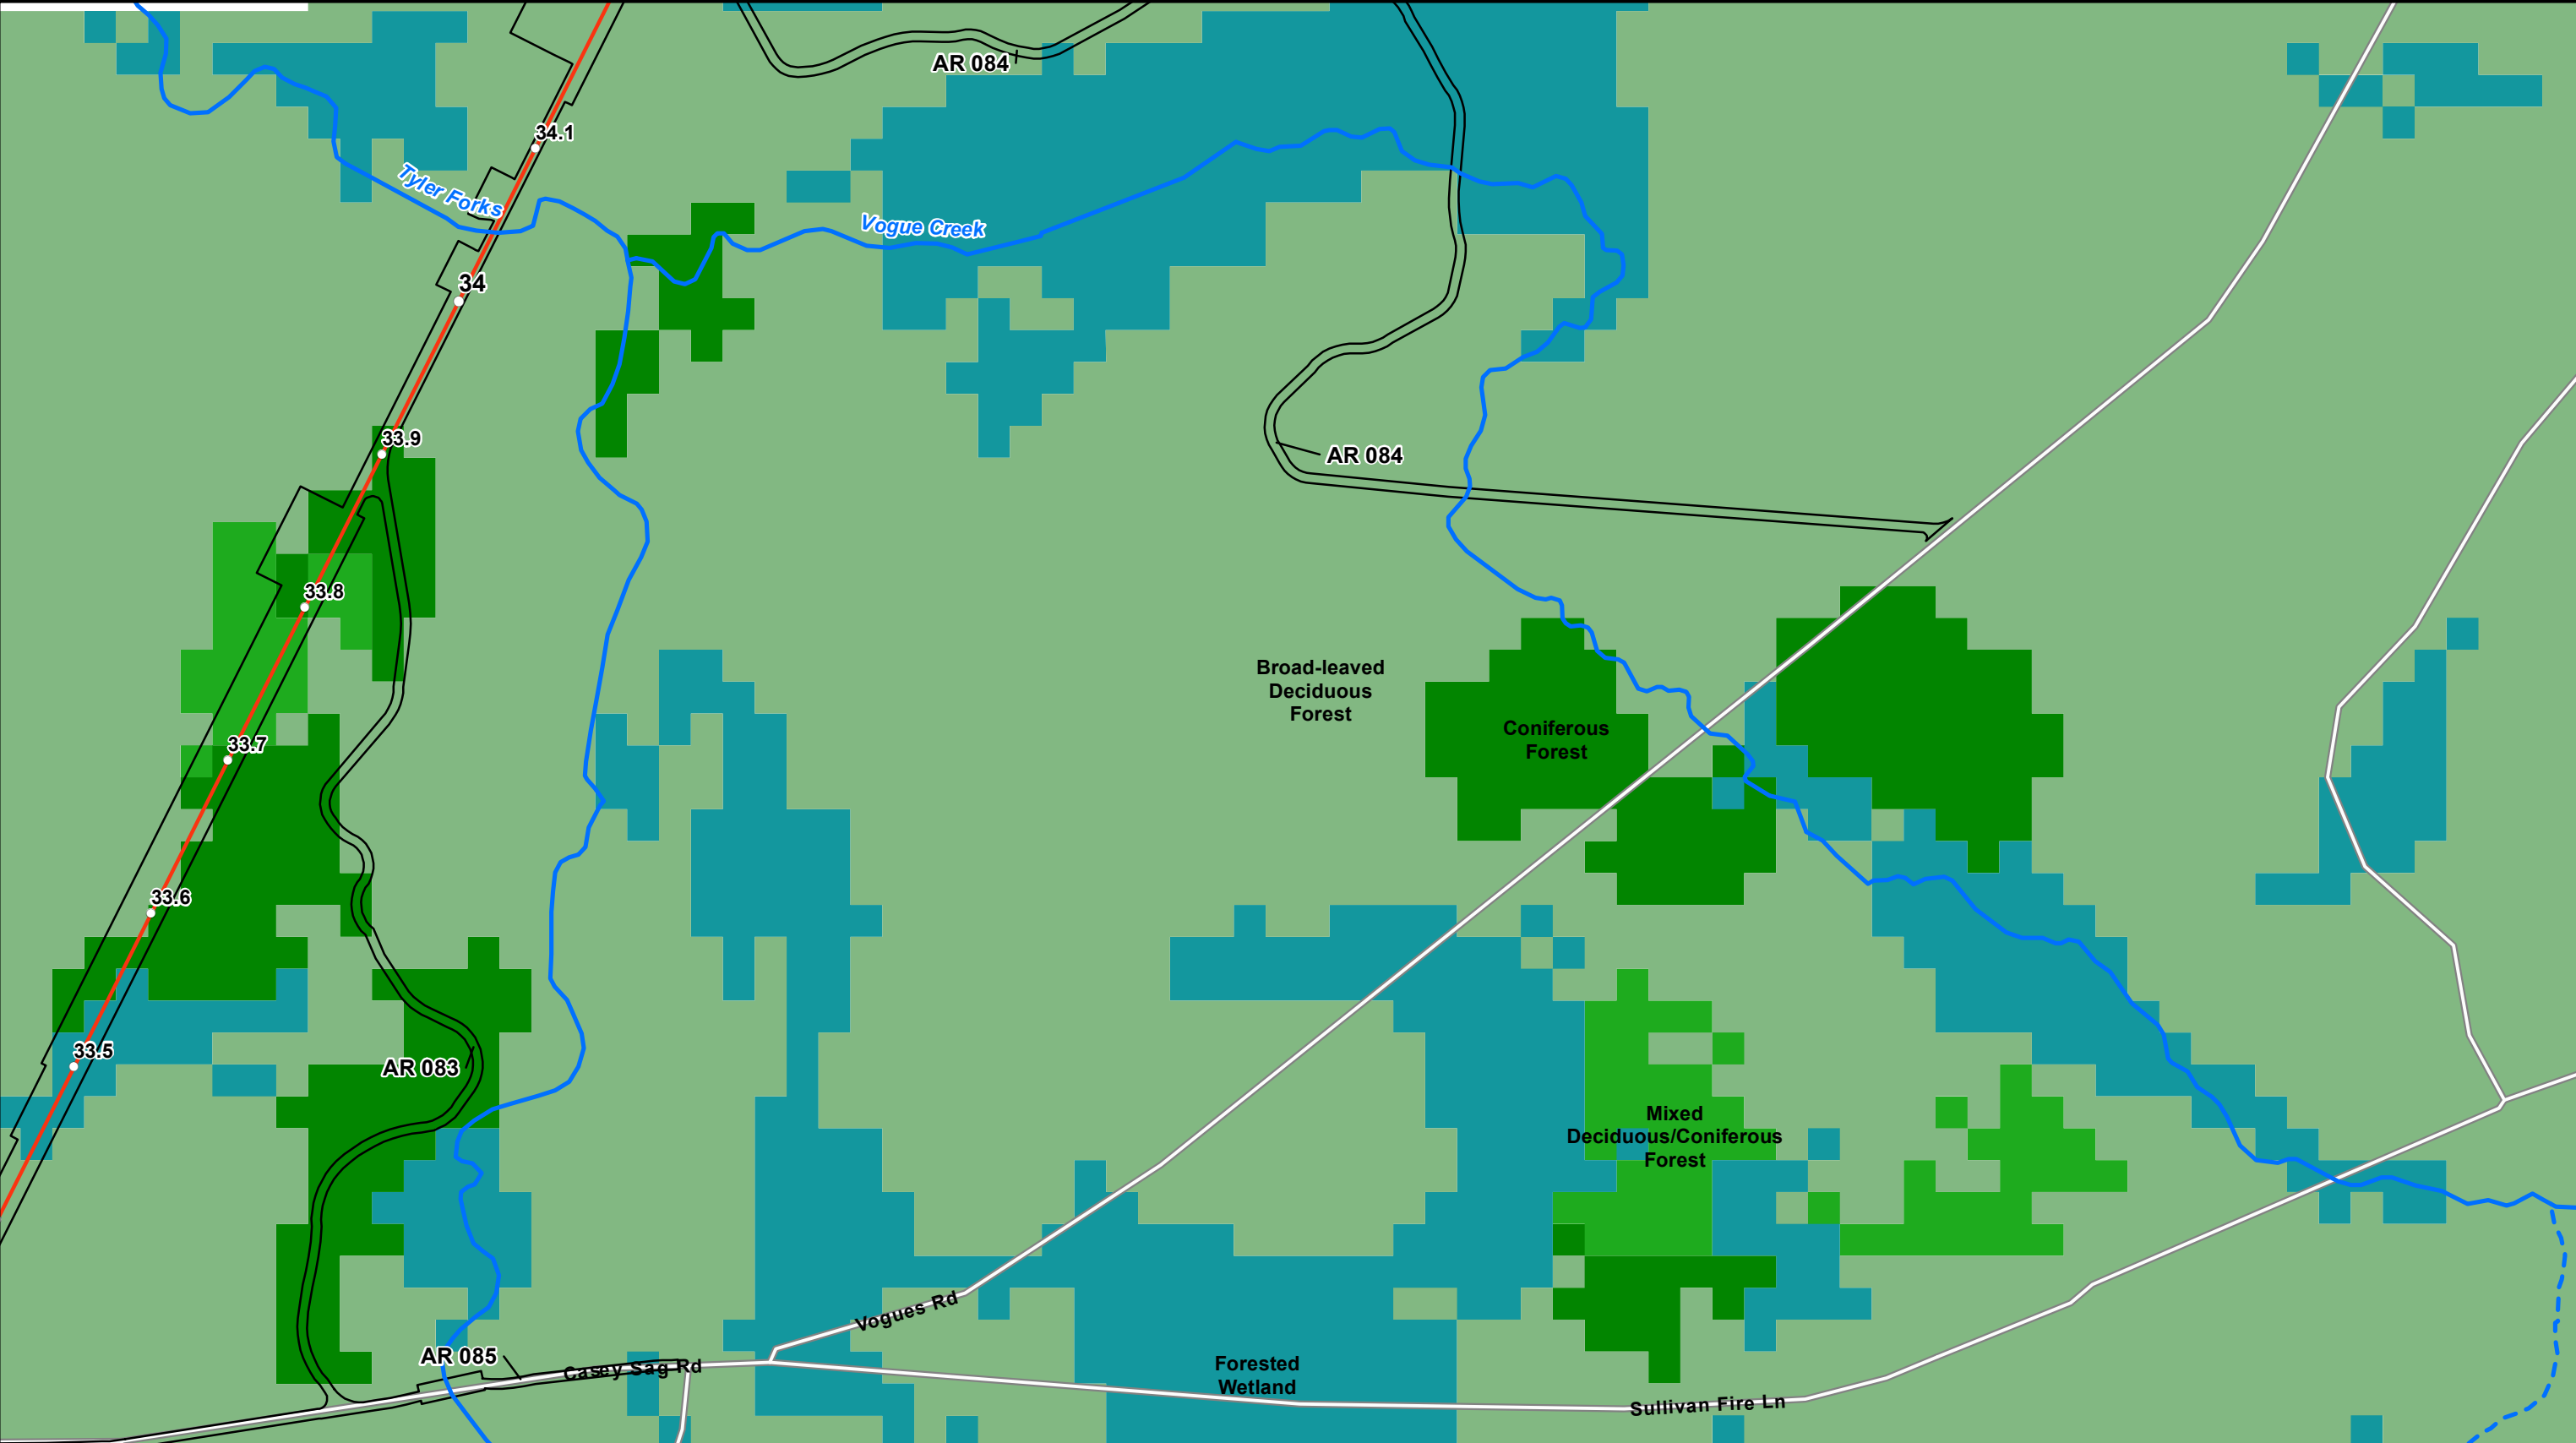 AR 084
34.1
Tyler Forks
Vogue Creek
34
33.9
AR 084
33.8
Broad-leaved
Deciduous
Forest
Coniferous
Forest
33.7
33.6
33.5
AR 083
Mixed
Deciduous/Coniferous
Forest
Vogues Rd
AR 085
Casey Sag Rd
Forested
Wetland
Sullivan Fire Ln